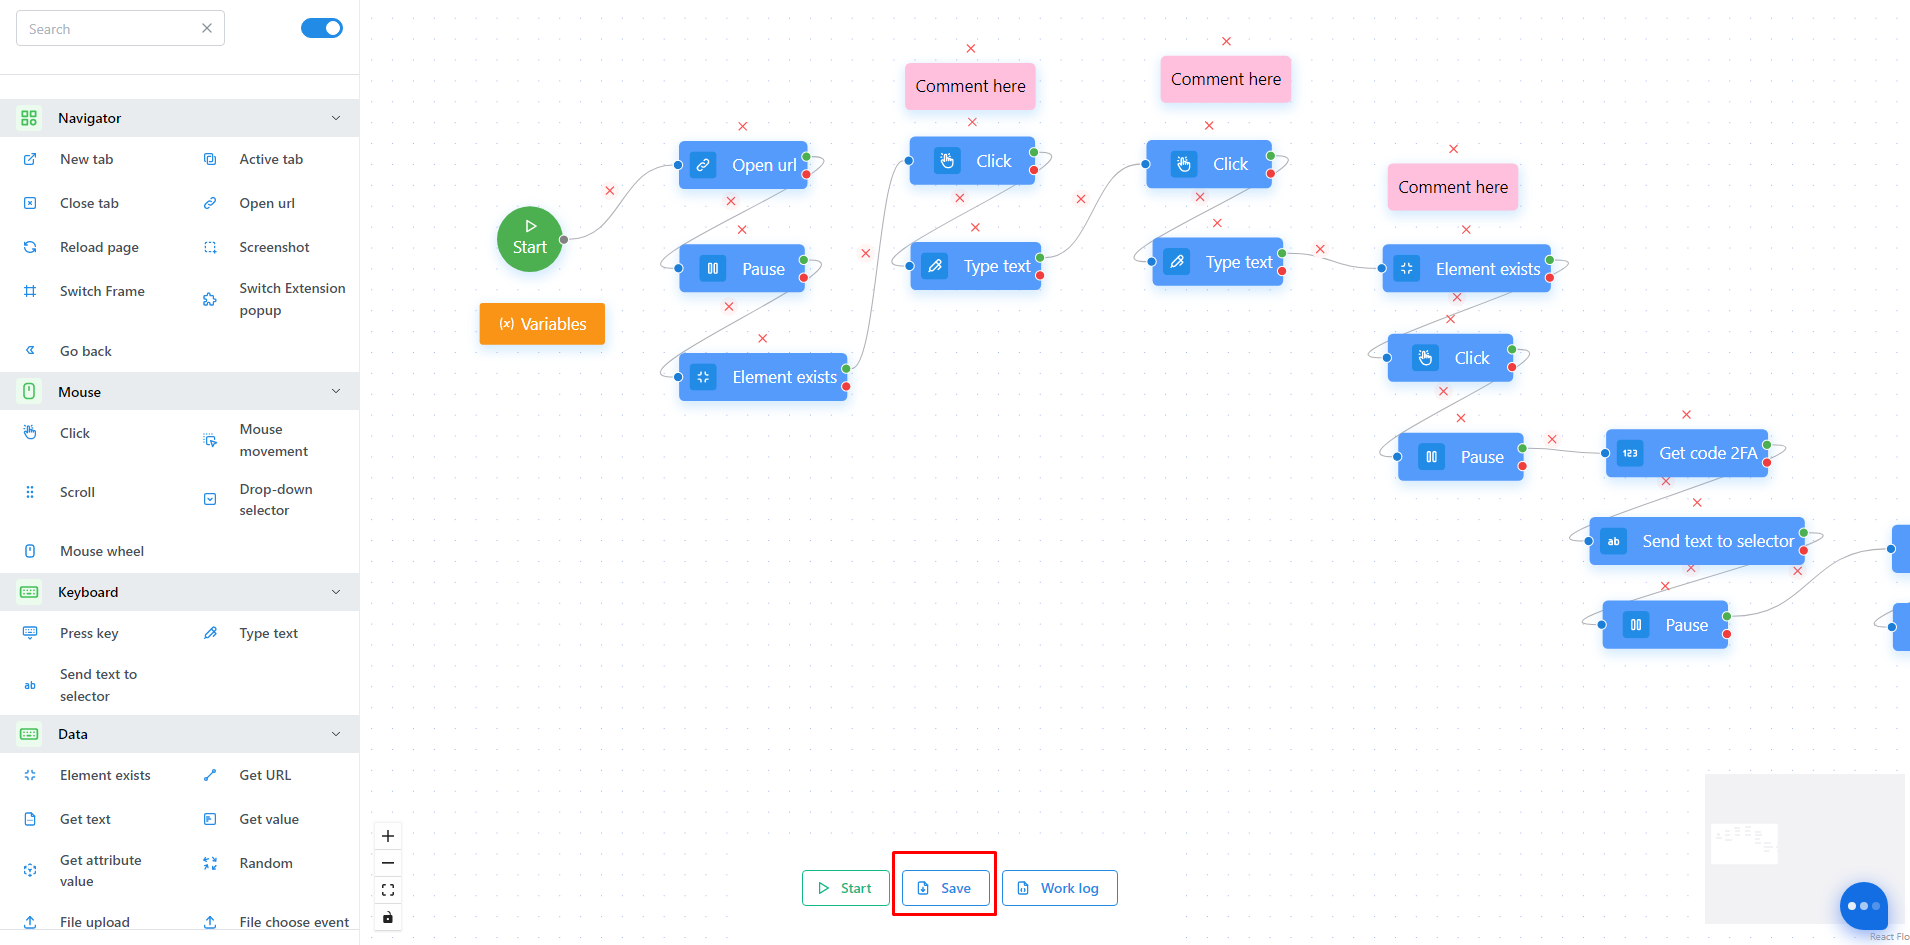 Search
Navigator
New tab
Active tab
Close tab
Open url
Reload page
Screenshot
Switch Frame
Switch Extension
popup
Go back
Mouse
Click
Mouse
movement
Scroll
Drop-down
selector
Mouse wheel
Keyboard
Press key
Type text
Send text to
selector
ab
Data
Element exists
Get URL
Get text
Get value
Get attribute
value
Random
File upload
File choose event
Start
(x) Variables
Open url
Pause
Element exists
Comment here
Click
Type text
Comment here
Click
Type text
Comment here
Element exists
Click
Pause
123 Get code 2FA
ab Send text to selector
Pause
Start
Save
Work log
React Flo